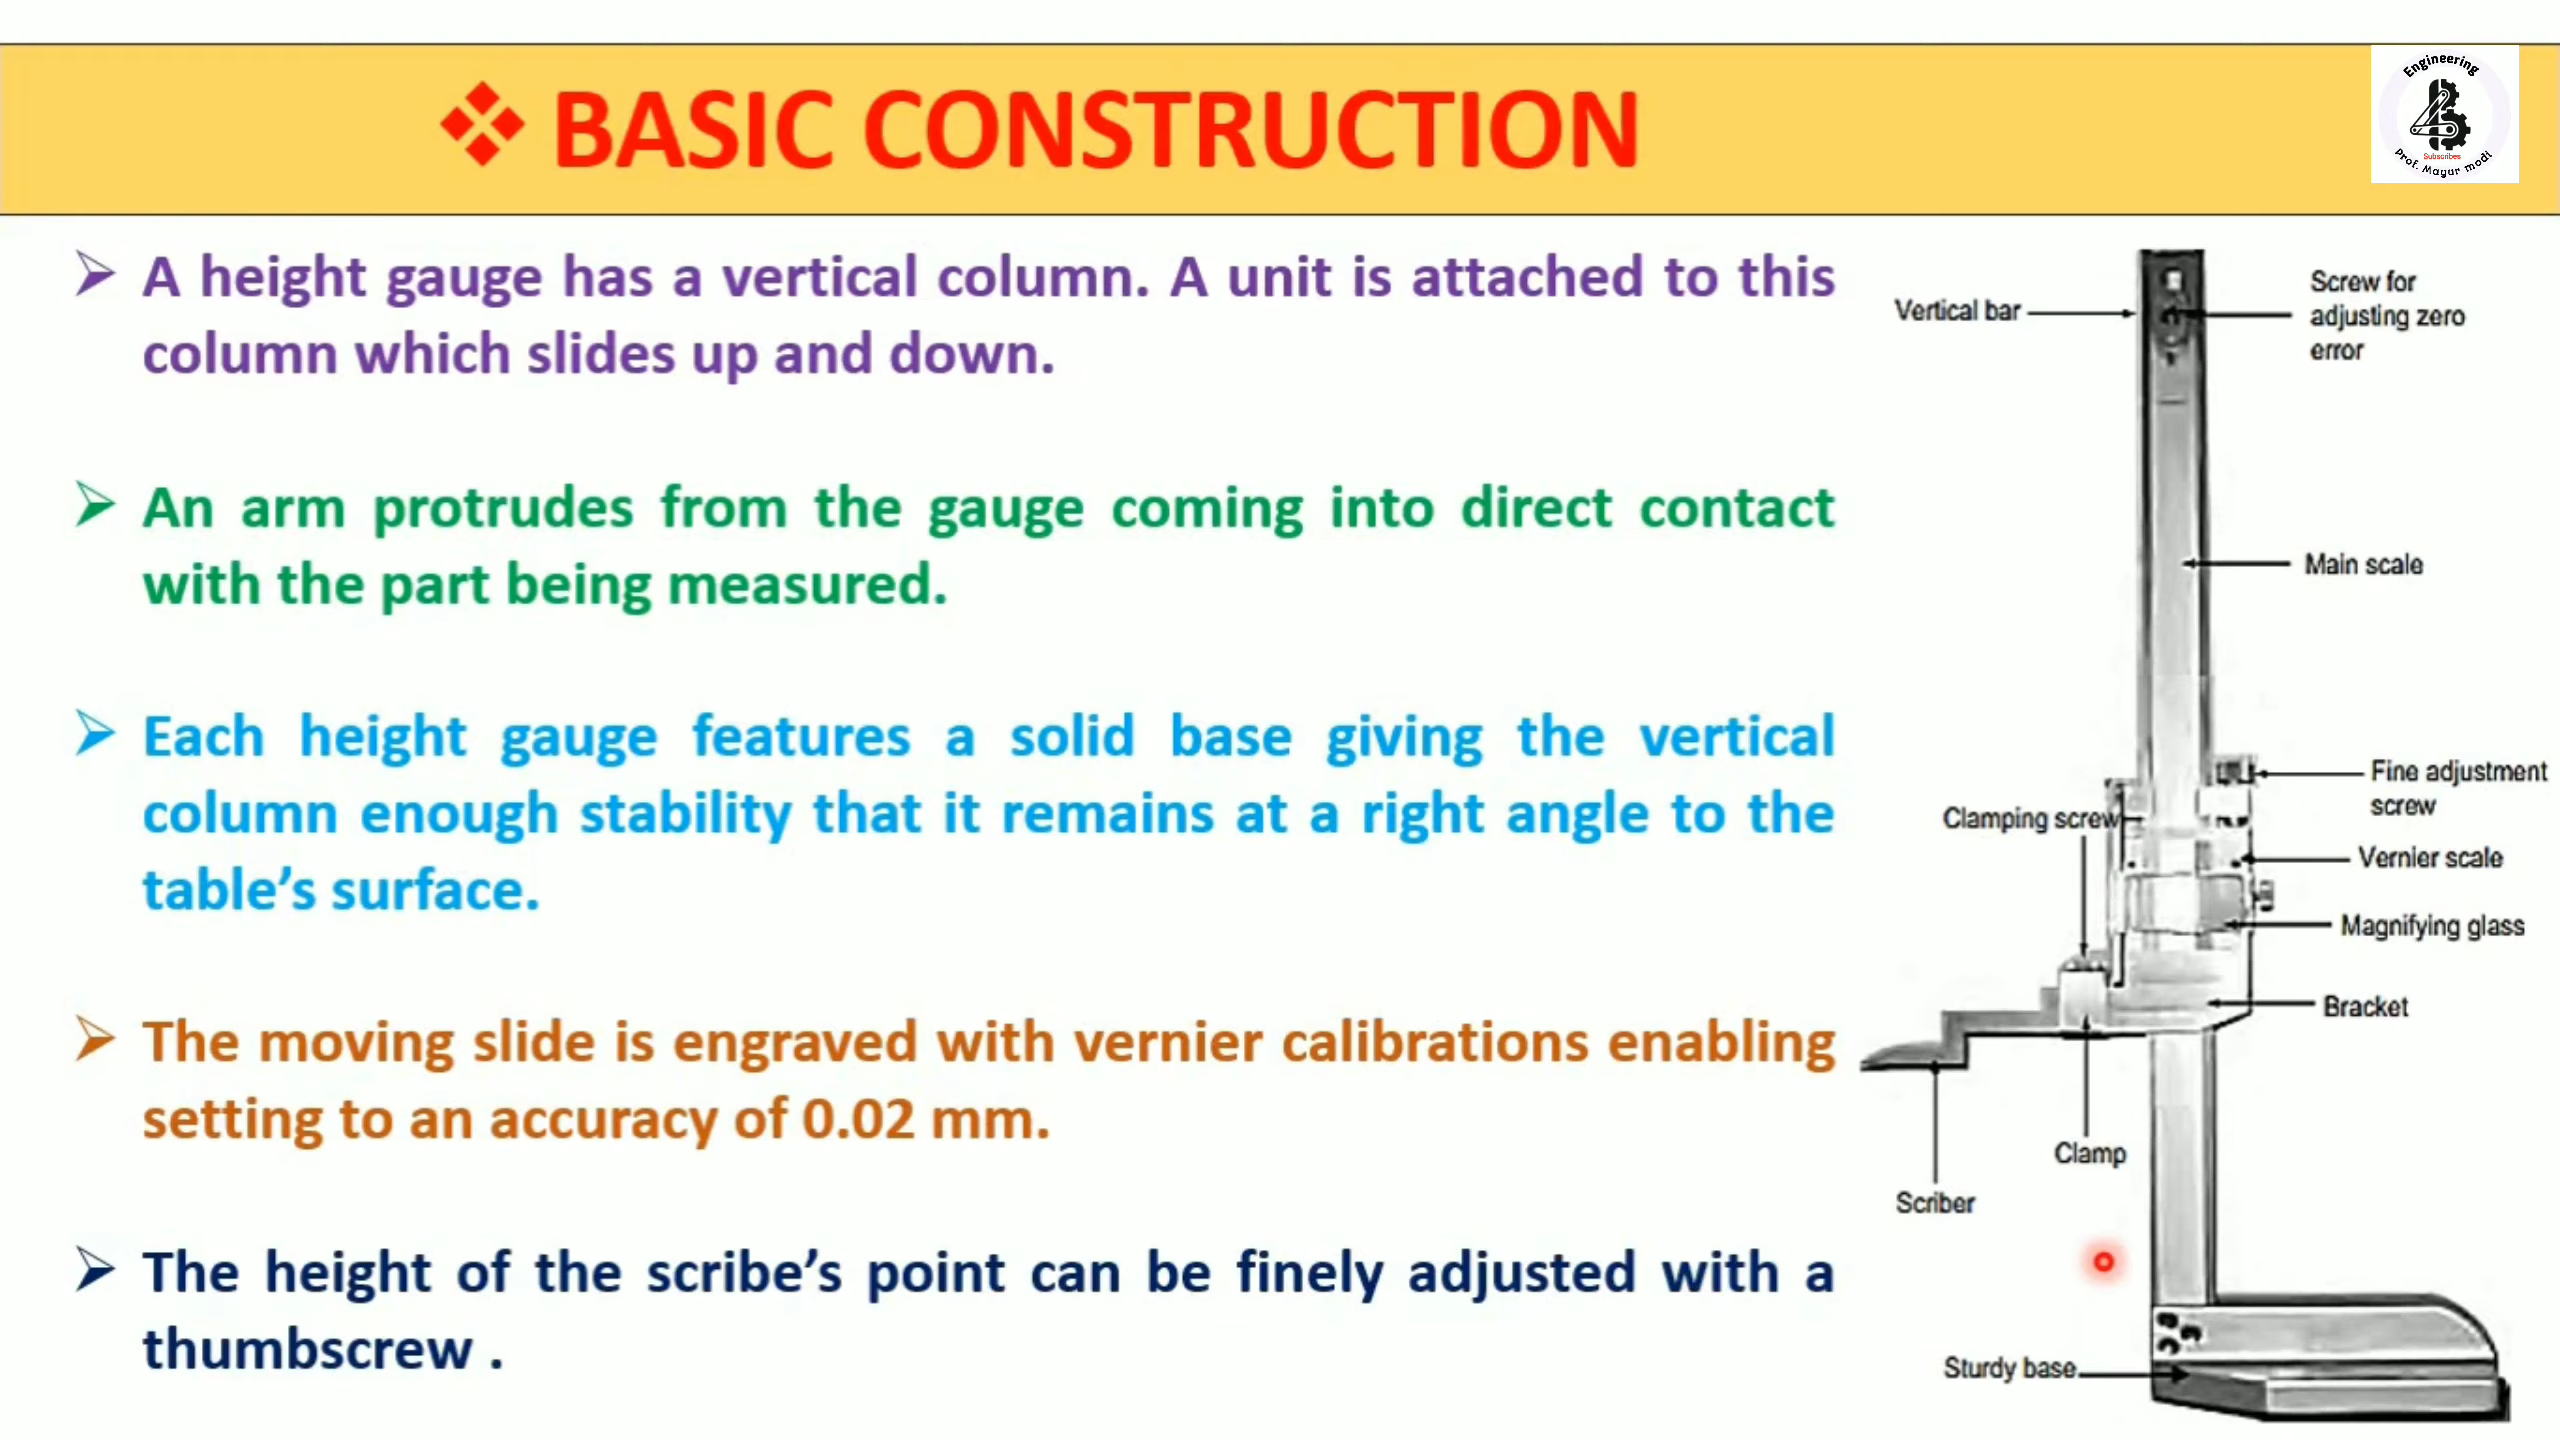 ❖ BASIC CONSTRUCTION
Engineering
Subscribes
Prof. Mayur modi
➢ A height gauge has a vertical column. A unit is attached to this
column which slides up and down.
➢ An arm protrudes from the gauge coming into direct contact
with the part being measured.
➢ Each height gauge features a solid base giving the vertical
column enough stability that it remains at a right angle to the
table’s surface.
➢ The moving slide is engraved with vernier calibrations enabling
setting to an accuracy of 0.02 mm.
➢ The height of the scribe’s point can be finely adjusted with a
thumbscrew .
Vertical bar
Screw for
adjusting zero
error
Main scale
Fine adjustment
screw
Clamping screw
Vernier scale
Magnifying glass
Bracket
Clamp
Scriber
Sturdy base